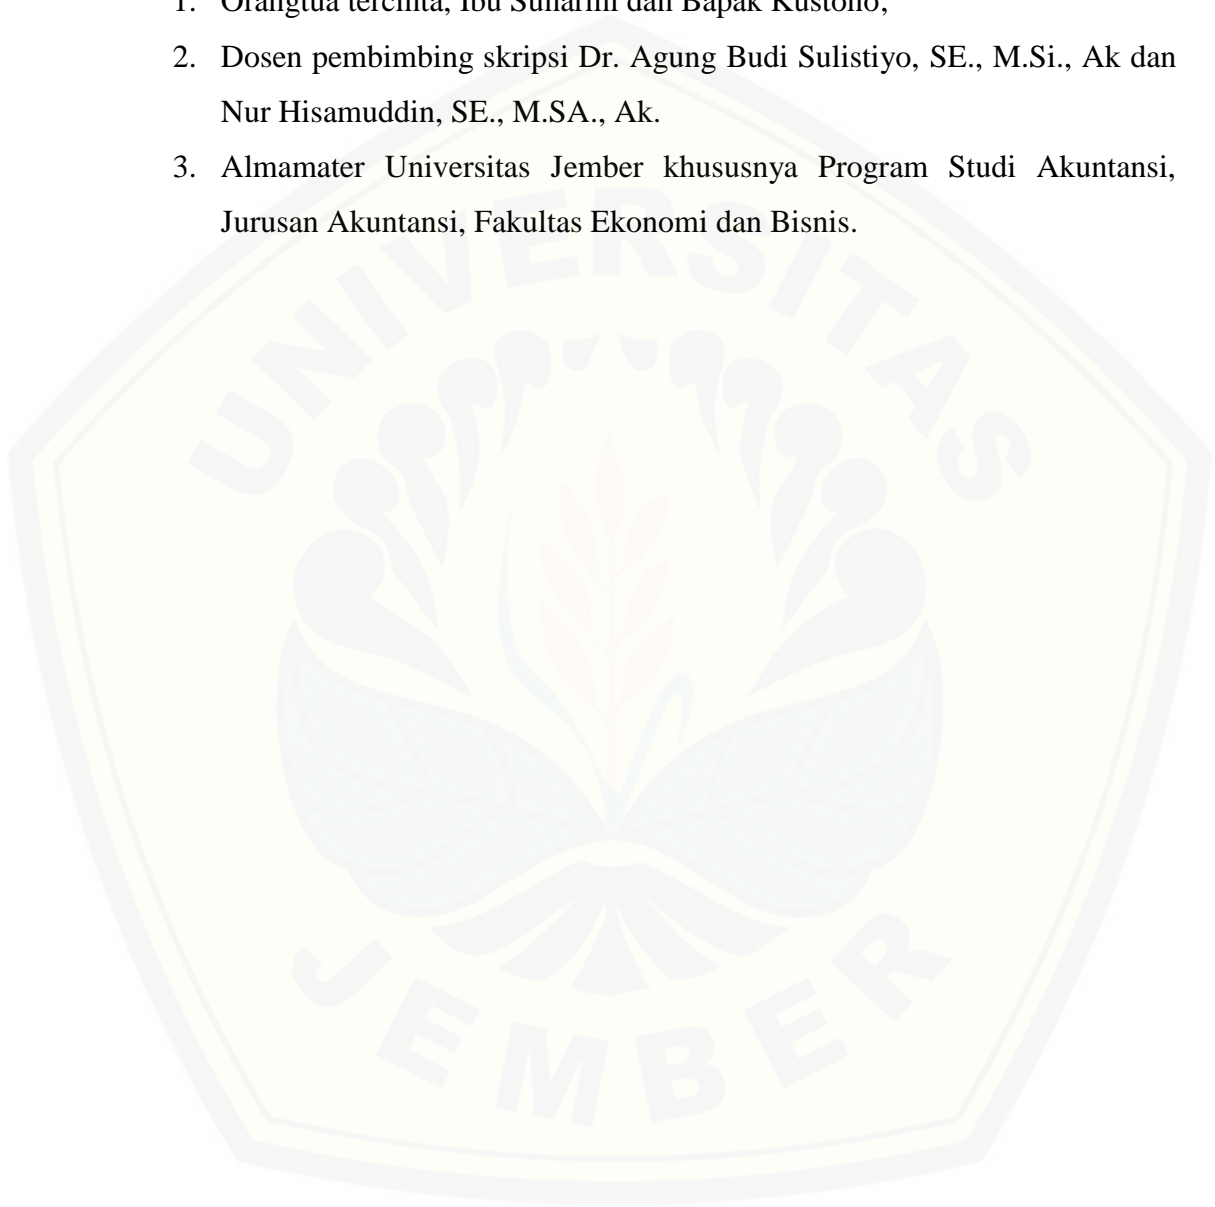 1. Orangtua tercinta, Ibu dan Bapak Kustono;
2. Dosen pembimbing skripsi Dr. Agung Budi Sulistiyo, SE., M.Si., Ak dan
Nur Hisamuddin, SE., M.SA., Ak.
3. Almamater Universitas Jember khususnya Program Studi Akuntansi,
Jurusan Akuntansi, Fakultas Ekonomi dan Bisnis.
UNIVERSITAS
JEMBER